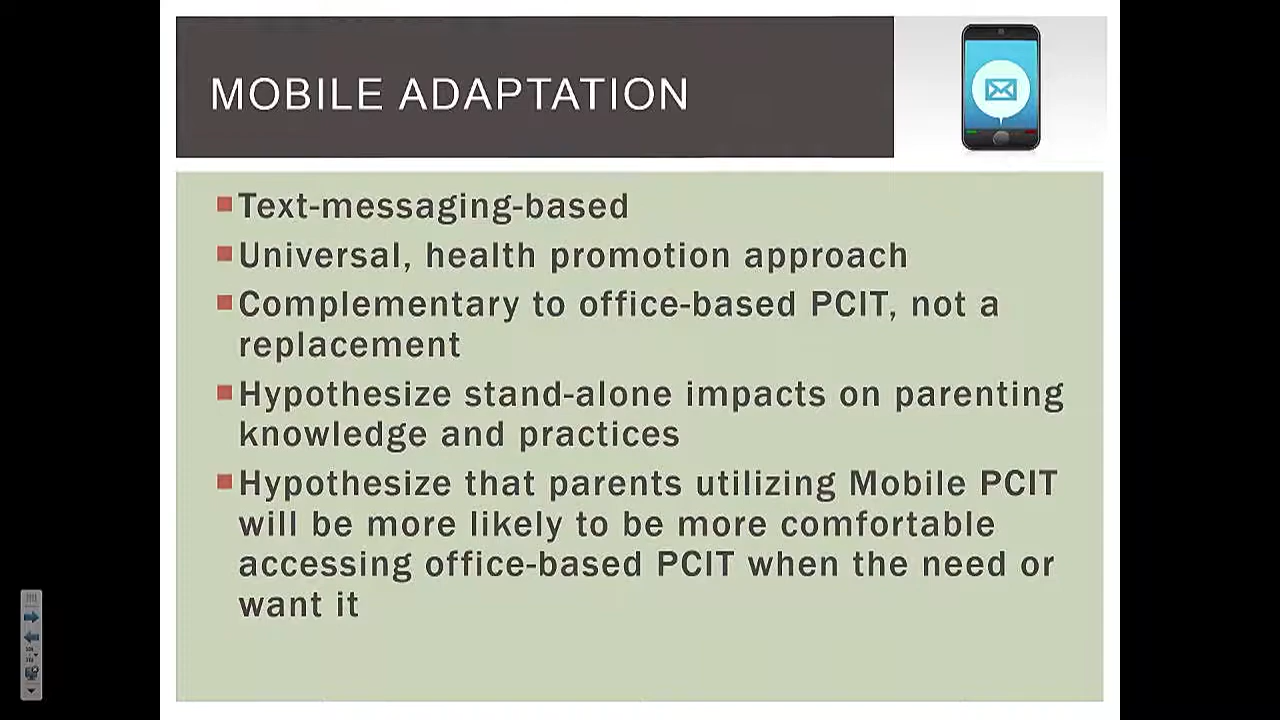 MOBILE ADAPTATION
Text-messaging-based
Universal, health promotion approach
Complementary to office-based PCIT, not a
replacement
Hypothesize stand-alone impacts on parenting
knowledge and practices
Hypothesize that parents utilizing Mobile PCIT
will be more likely to be more comfortable
accessing office-based PCIT when the need or
want it